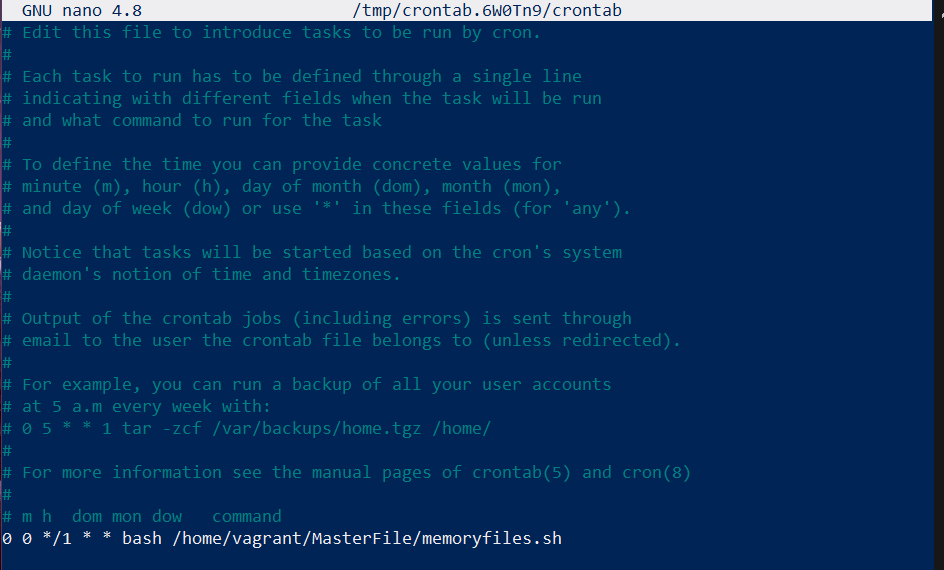 GNU nano 4.8 /tmp/crontab.6W0Tn9/crontab
# Edit this file to introduce tasks to be run by cron.
#
# Each task to run has to be defined through a single line
# indicating with different fields when the task will be run
# and what command to run for the task
#
# To define the time you can provide concrete values for
# minute (m), hour (h), day of month (dom), month (mon),
# and day of week (dow) or use '*' in these fields (for 'any').
#
# Notice that tasks will be started based on the cron's system
# daemon's notion of time and timezones.
#
# Output of the crontab jobs (including errors) is sent through
# email to the user the crontab file belongs to (unless redirected).
#
# For example, you can run a backup of all your user accounts
# at 5 a.m every week with:
# 0 5 * * 1 tar -zcf /var/backups/home.tgz /home/
#
# For more information see the manual pages of crontab(5) and cron(8)
#
# m h  dom mon dow   command
0 0 */1 * * bash /home/vagrant/MasterFile/memoryfiles.sh